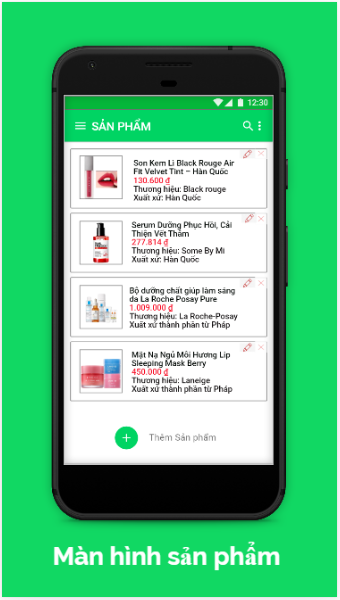 12:30
SẢN PHẨM
Son Kem Lì Black Rouge Air
Fit Velvet Tint – Hàn Quốc
130.600 ₫
Thương hiệu: Black rouge
Xuất xứ: Hàn Quốc
Serum Dưỡng Phục Hồi, Cải
Thiện Vết Thâm
277.814 ₫
Thương hiệu: Some By Mi
Xuất xứ: Hàn Quốc
Bộ dưỡng chất giúp làm sáng
da La Roche Posay Pure
1.009.000 ₫
Thương hiệu: La Roche-Posay
Xuất xứ thành phần từ Pháp
Mặt Nạ Ngủ Môi Hương Lip
Sleeping Mask Berry
450.000 ₫
Thương hiệu: Laneige
Xuất xứ thành phần từ Pháp
Thêm Sản phẩm
Màn hình sản phẩm